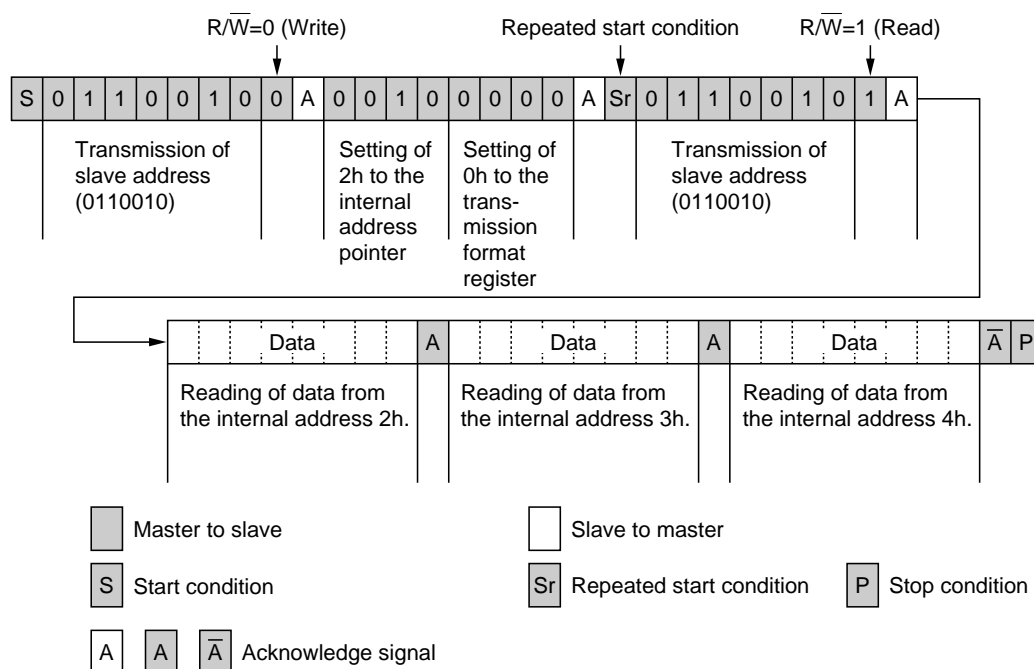 R/W̅=0 (Write) Repeated start condition R/W̅=1 (Read)
S 0 1 1 0 0 1 0 0 A 0 0 1 0 0 0 0 0 A Sr 0 1 1 0 0 1 0 1 A
Transmission of
slave address
(0110010)
Setting of
2h to the
internal
address
pointer
Setting of
0h to the
trans-
mission
format
register
Transmission of
slave address
(0110010)
Data A Data A Data A̅ P
Reading of data from
the internal address 2h.
Reading of data from
the internal address 3h.
Reading of data from
the internal address 4h.
Master to slave
Slave to master
S Start condition
Sr Repeated start condition
P Stop condition
A A A̅ Acknowledge signal